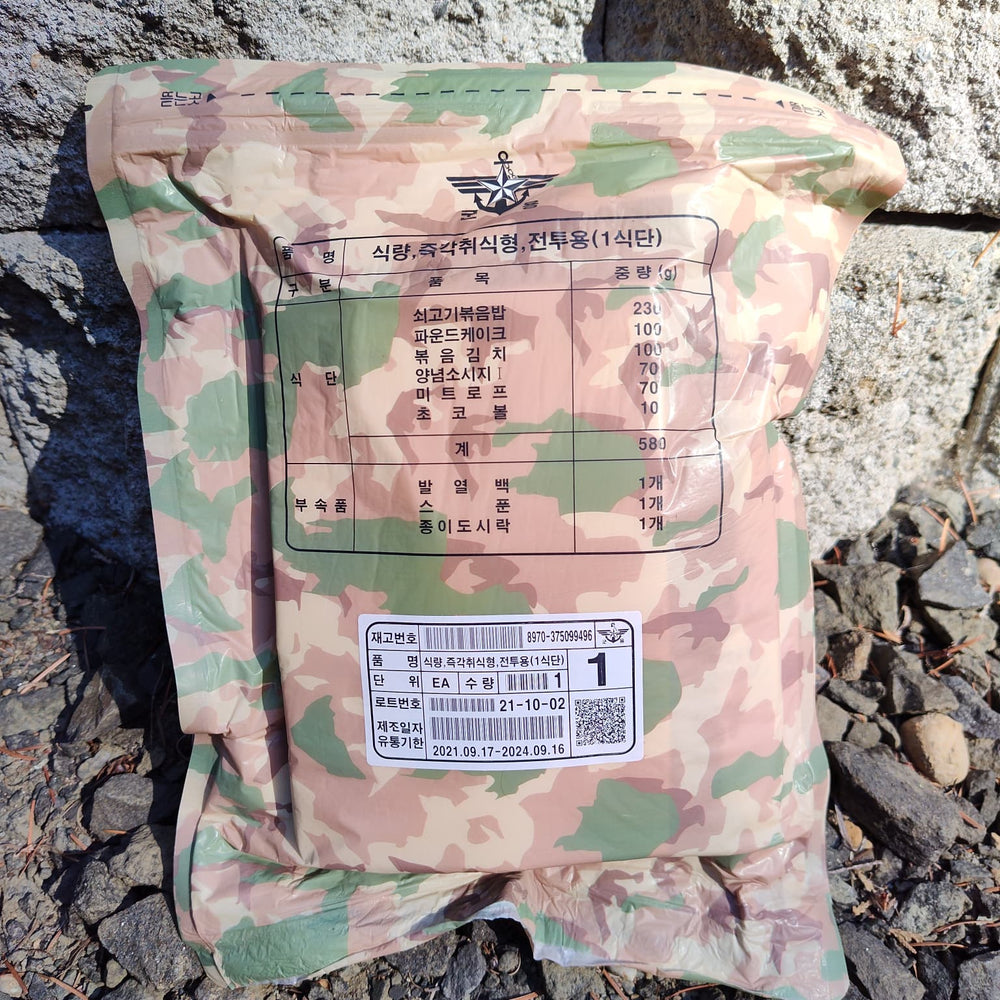 뜯는곳
군 용
품 명 식량,즉각취식형,전투용(1식단)
구 분 품 목 중 량 (g)
쇠고기볶음밥 230
파운드케이크 100
볶 음 김 치 100
식 단 양념소시지 I 70
미 트 로 프 70
초 코 볼 10
계 580
발 열 백 1개
부 속 품 스 푼 1개
종이도시락 1개
재고번호 8970-375099496
품 명 식량,즉각취식형,전투용(1식단) 1
단 위 EA 수 량 1
로트번호 21-10-02
제조일자
유통기한 2021.09.17-2024.09.16